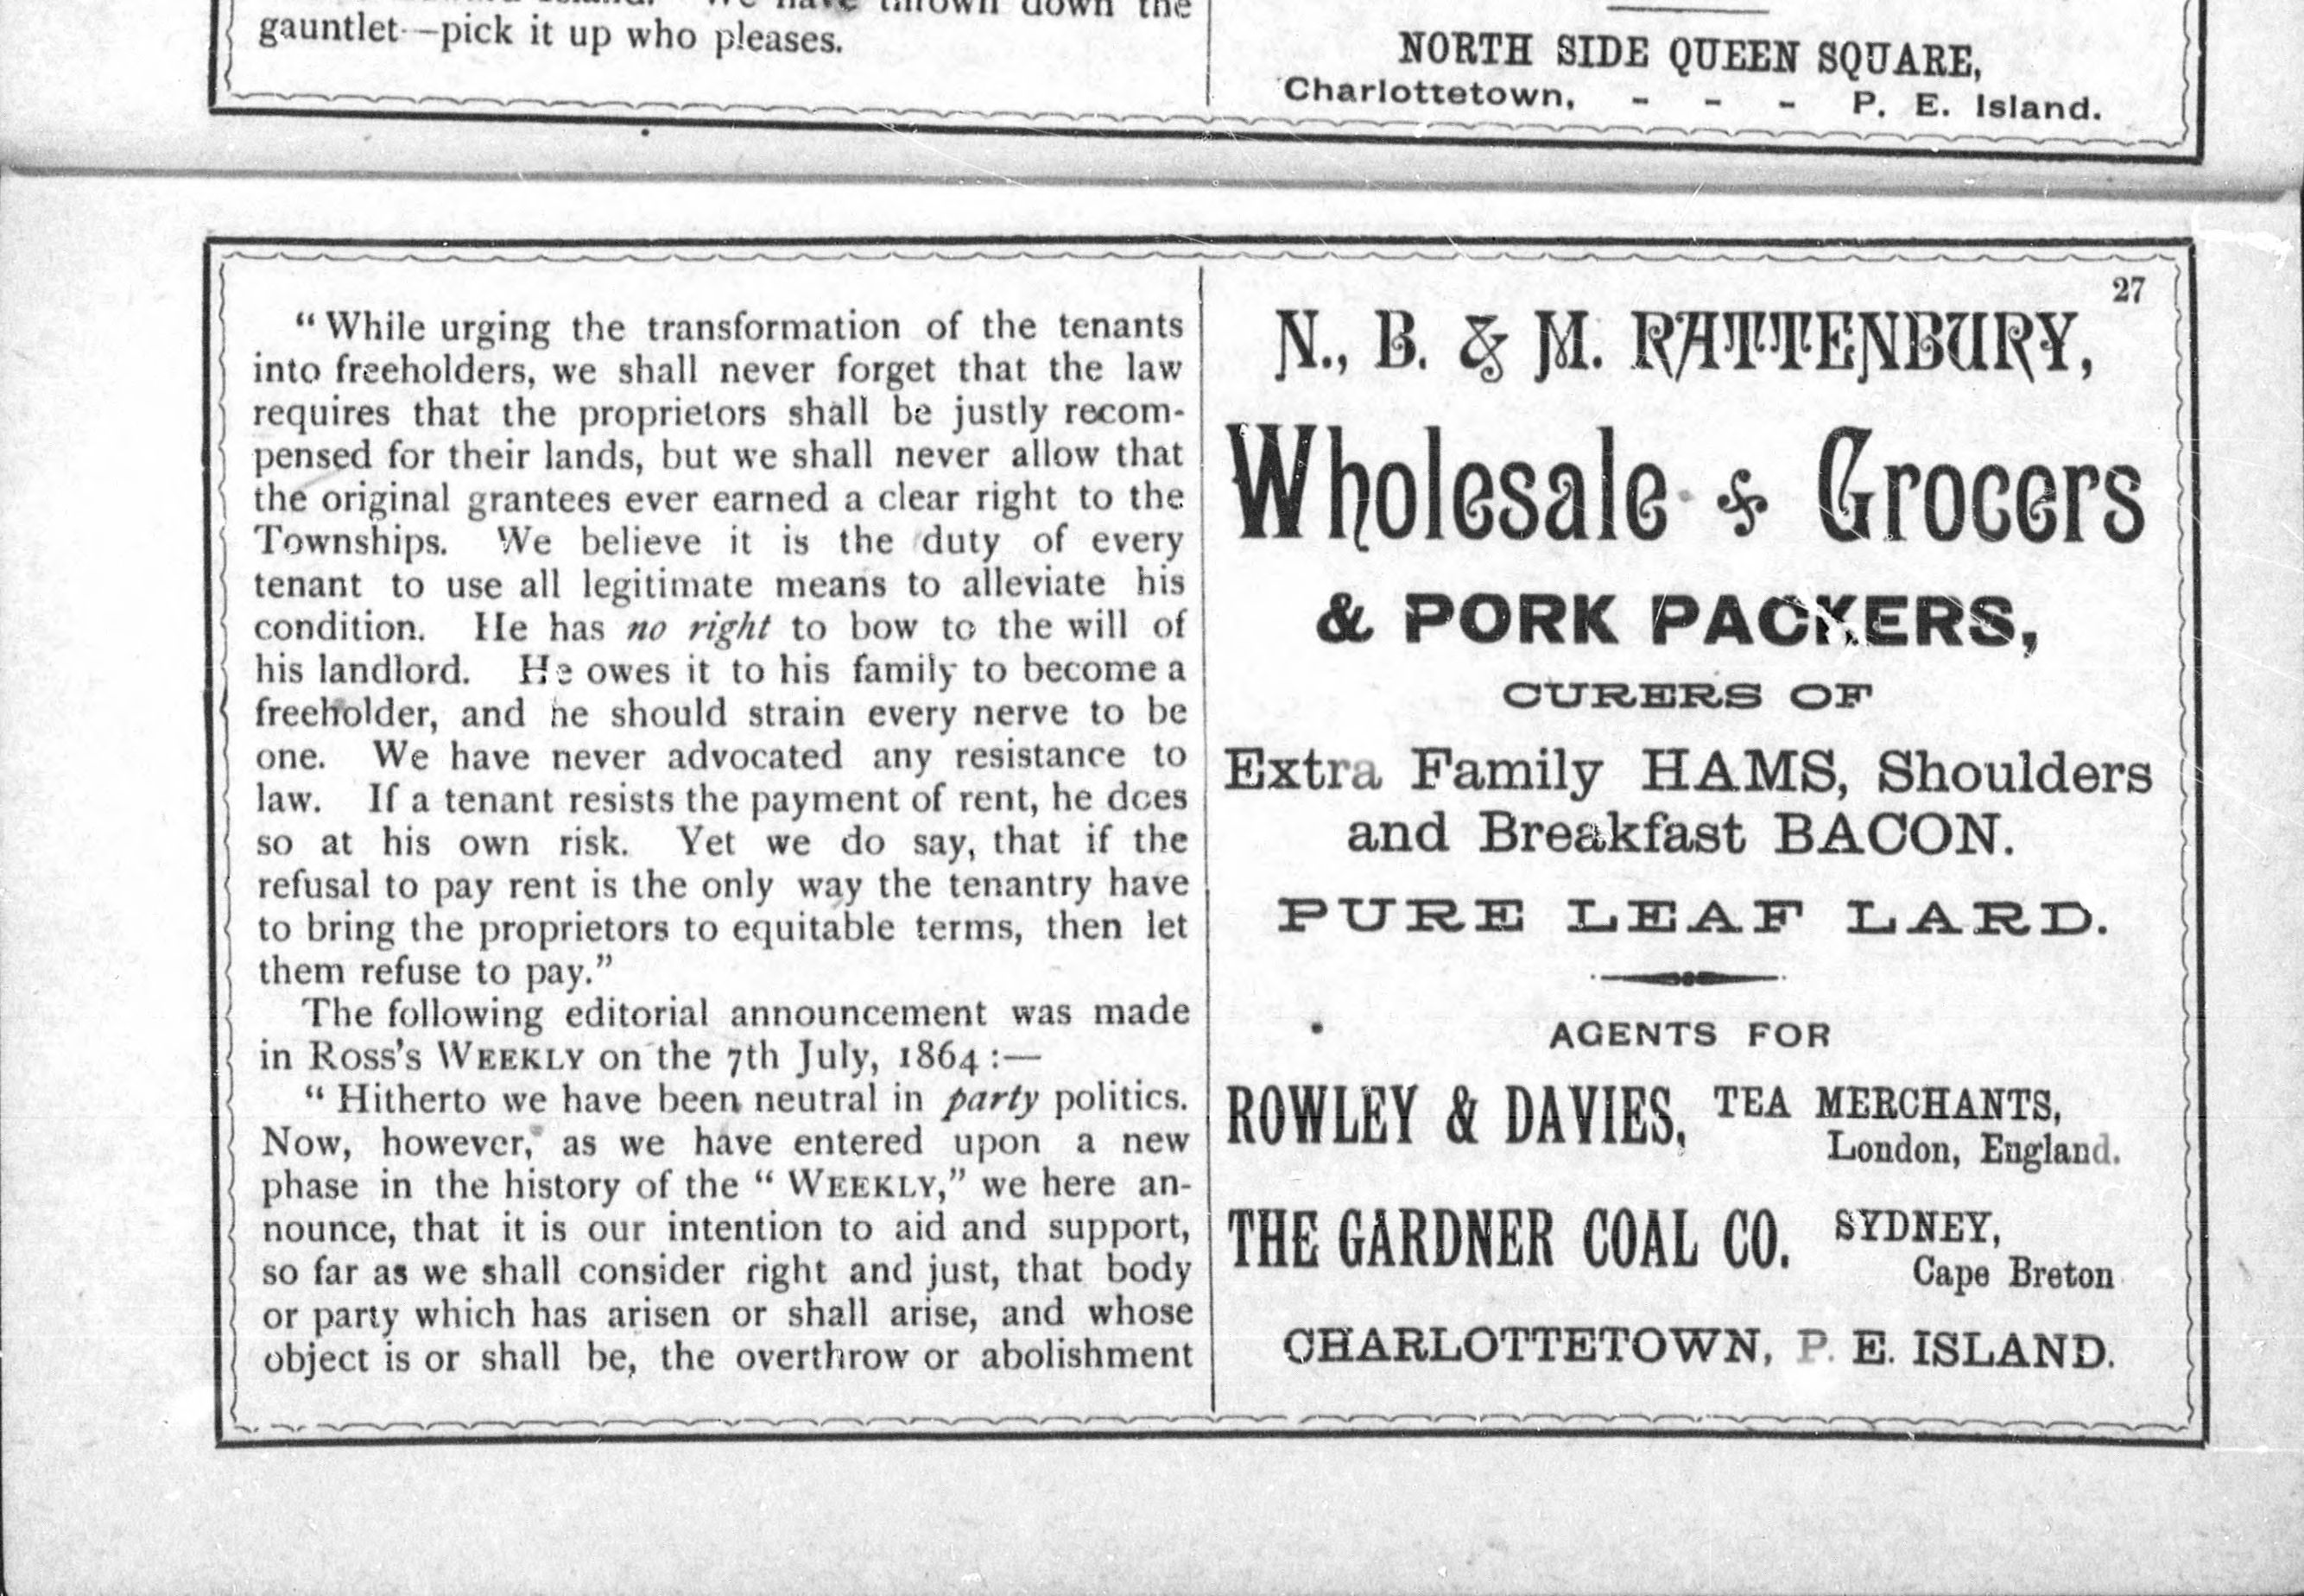 gauntlet—pick it up who pleases.
NORTH SIDE QUEEN SQUARE,
Charlottetown, - - - P. E. Island.
27
“While urging the transformation of the tenants
into freeholders, we shall never forget that the law
requires that the proprietors shall be justly recom-
pensed for their lands, but we shall never allow that
the original grantees ever earned a clear right to the
Townships. We believe it is the duty of every
tenant to use all legitimate means to alleviate his
condition. He has no right to bow to the will of
his landlord. He owes it to his family to become a
freeholder, and he should strain every nerve to be
one. We have never advocated any resistance to
law. If a tenant resists the payment of rent, he does
so at his own risk. Yet we do say, that if the
refusal to pay rent is the only way the tenantry have
to bring the proprietors to equitable terms, then let
them refuse to pay.”
The following editorial announcement was made
in Ross's WEEKLY on the 7th July, 1864:—
“Hitherto we have been neutral in party politics.
Now, however, as we have entered upon a new
phase in the history of the “WEEKLY,” we here an-
nounce, that it is our intention to aid and support,
so far as we shall consider right and just, that body
or party which has arisen or shall arise, and whose
object is or shall be, the overthrow or abolishment
N., B. & M. RATTENBURY,
Wholesale Grocers
& PORK PACKERS,
CURERS OF
Extra Family HAMS, Shoulders
and Breakfast BACON.
PURE LEAF LARD.
AGENTS FOR
ROWLEY & DAVIES, TEA MERCHANTS,
London, England.
THE GARDNER COAL CO. SYDNEY,
Cape Breton
CHARLOTTETOWN, P. E. ISLAND.